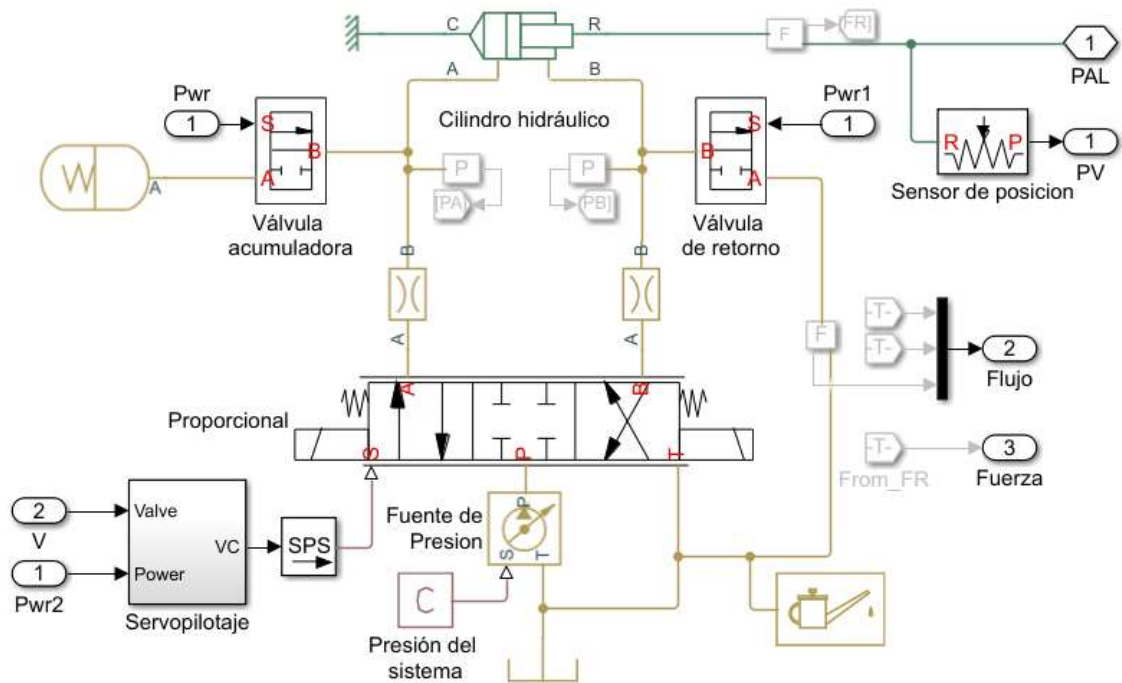 C
R
F
FR]
1
PAL
A
B
Pwr
1
S
B
A
Cilindro hidráulico
Pwr1
1
S
B
A
R
P
1
PV
Sensor de posicion
W
A
P
[PA]
P
PB]
Válvula
acumuladora
Válvula
de retorno
B
B
A
A
F
-T-
-T-
2
Flujo
Proporcional
A
B
S
P
T
-T-
From_FR
3
Fuerza
2
V
1
Pwr2
Valve
Power
VC
Servopilotaje
SPS
Fuente de
Presion
P
S
T
C
Presión del
sistema